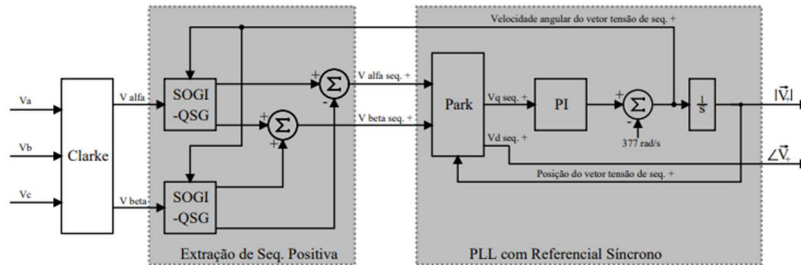 Velocidade angular do vetor tensão de seq. +
Va
Vb
Vc
Clarke
V alfa
V beta
SOGI
-QSG
SOGI
-QSG
+
-
Σ
+
+
Σ
V alfa seq. +
V beta seq. +
Park
Vq seq. +
Vd seq. +
PI
+
-
Σ
377 rad/s
1
s
|V⃗₊|
∠V⃗₊
Posição do vetor tensão de seq. +
Extração de Seq. Positiva
PLL com Referencial Síncrono